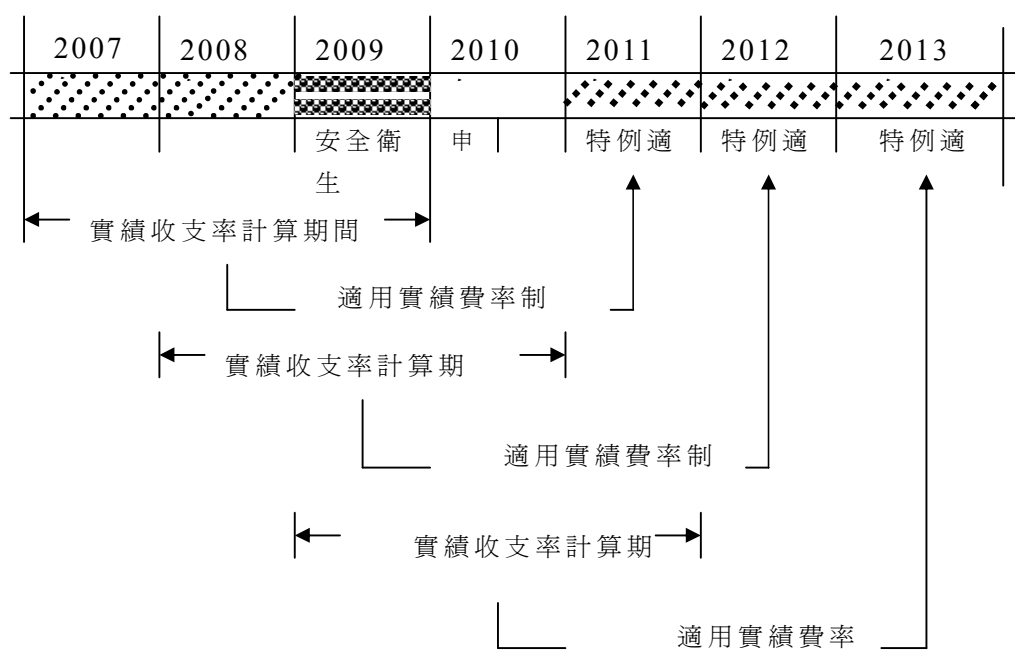 2007 2008 2009 2010 2011 2012 2013
安全衛生 申 特例適 特例適 特例適
實績收支率計算期間
適用實績費率制
實績收支率計算期
適用實績費率制
實績收支率計算期
適用實績費率